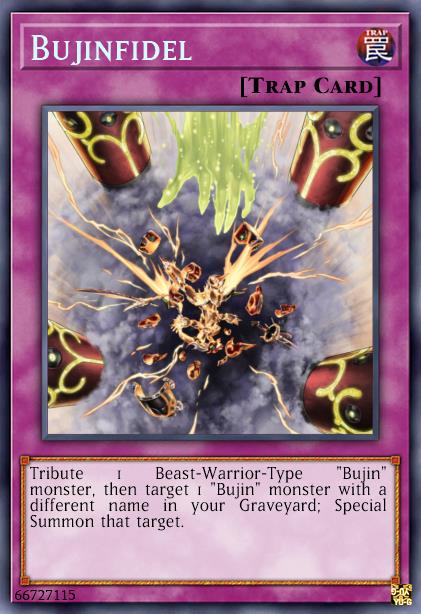 BUJINFIDEL
TRAP
罠
[TRAP CARD]
Tribute 1 Beast-Warrior-Type "Bujin"
monster, then target 1 "Bujin" monster with a
different name in your Graveyard; Special
Summon that target.
66727115